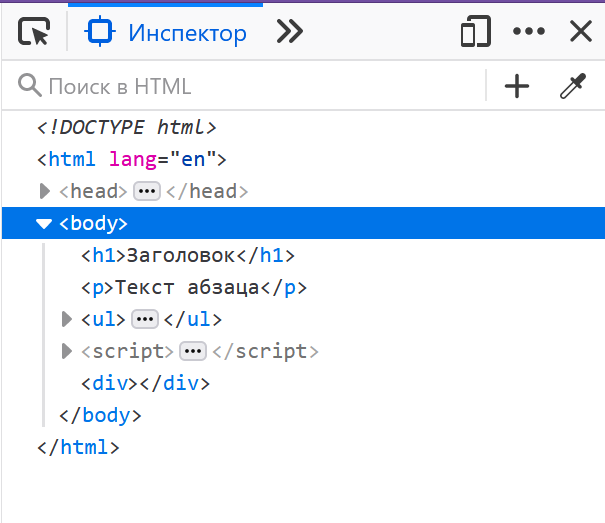 Инспектор
Поиск в HTML
<!DOCTYPE html>
<html lang="en">
<head>…</head>
<body>
<h1>Заголовок</h1>
<p>Текст абзаца</p>
<ul>…</ul>
<script>…</script>
<div></div>
</body>
</html>